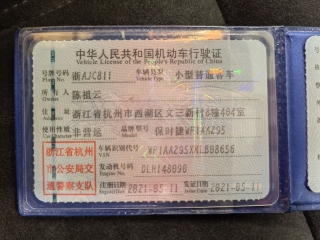 中华人民共和国机动车行驶证
Vehicle License of the People's Republic of China
号牌号码 浙AJC811 车辆类型 小型普通客车
Plate No. Vehicle Type
所有人 陈祖云
Owner
住址 浙江省杭州市西湖区文三新村8幢404室
Address
使用性质 非营运 品牌型号 保时捷WP1AA295
Use Character Model
浙江省杭州市公安局交通警察支队
车辆识别代号 WP1AA295XNLB08656
VIN
发动机号码 DLH148098
Engine No.
注册日期 2021-05-11 发证日期 2021-05-11
Register Date Issue Date